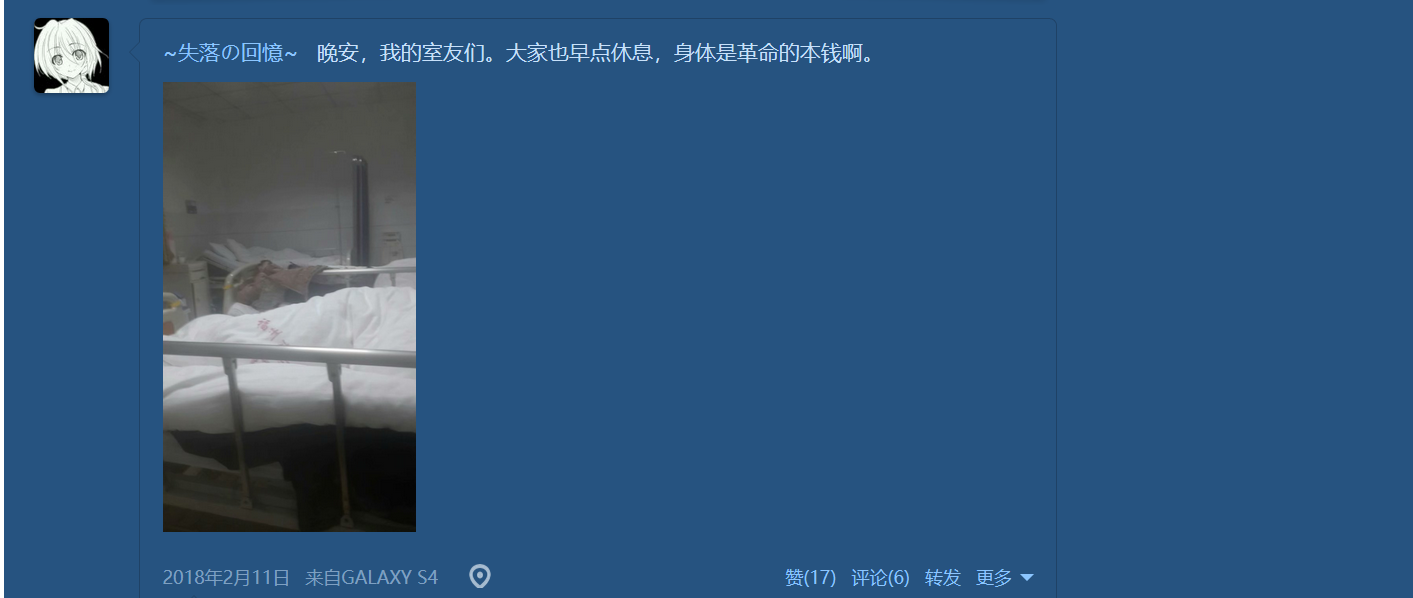 ~失落の回憶~ 晚安，我的室友们。大家也早点休息，身体是革命的本钱啊。
2018年2月11日 来自GALAXY S4
赞(17) 评论(6) 转发 更多